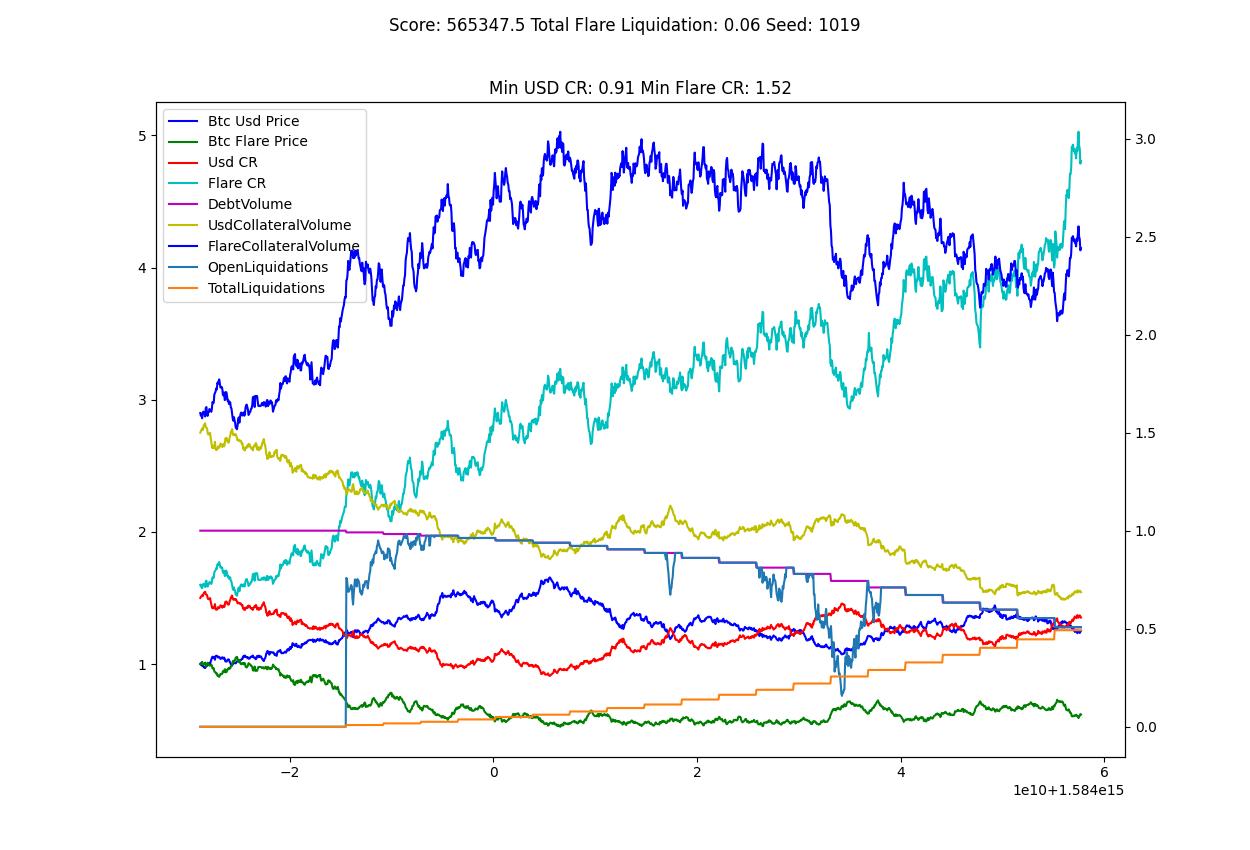 Score: 565347.5 Total Flare Liquidation: 0.06 Seed: 1019
Min USD CR: 0.91 Min Flare CR: 1.52
Btc Usd Price
Btc Flare Price
Usd CR
Flare CR
DebtVolume
UsdCollateralVolume
FlareCollateralVolume
OpenLiquidations
TotalLiquidations
5
4
3
2
1
3.0
2.5
2.0
1.5
1.0
0.5
0.0
−2
0
2
4
6
1e10+1.584e15